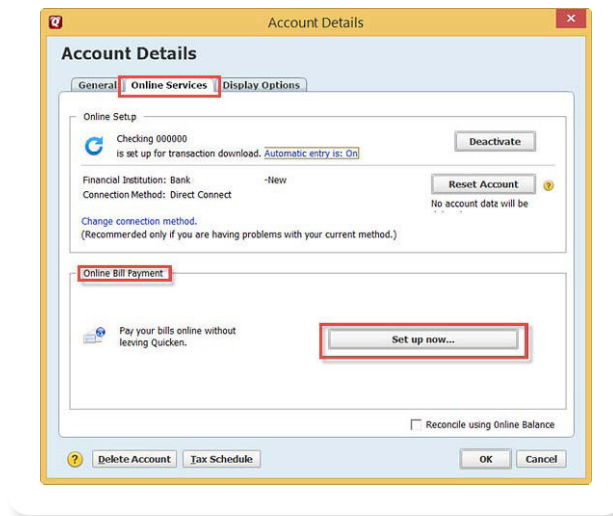 Account Details
Account Details
General Online Services Display Options
Online Setup
Checking 000000
is set up for transaction download. Automatic entry is: On
Deactivate
Financial Institution: Bank -New
Connection Method: Direct Connect
Reset Account
No account data will be
Change connection method.
(Recommended only if you are having problems with your current method.)
Online Bill Payment
Pay your bills online without
leaving Quicken.
Set up now...
Reconcile using Online Balance
Delete Account Tax Schedule OK Cancel